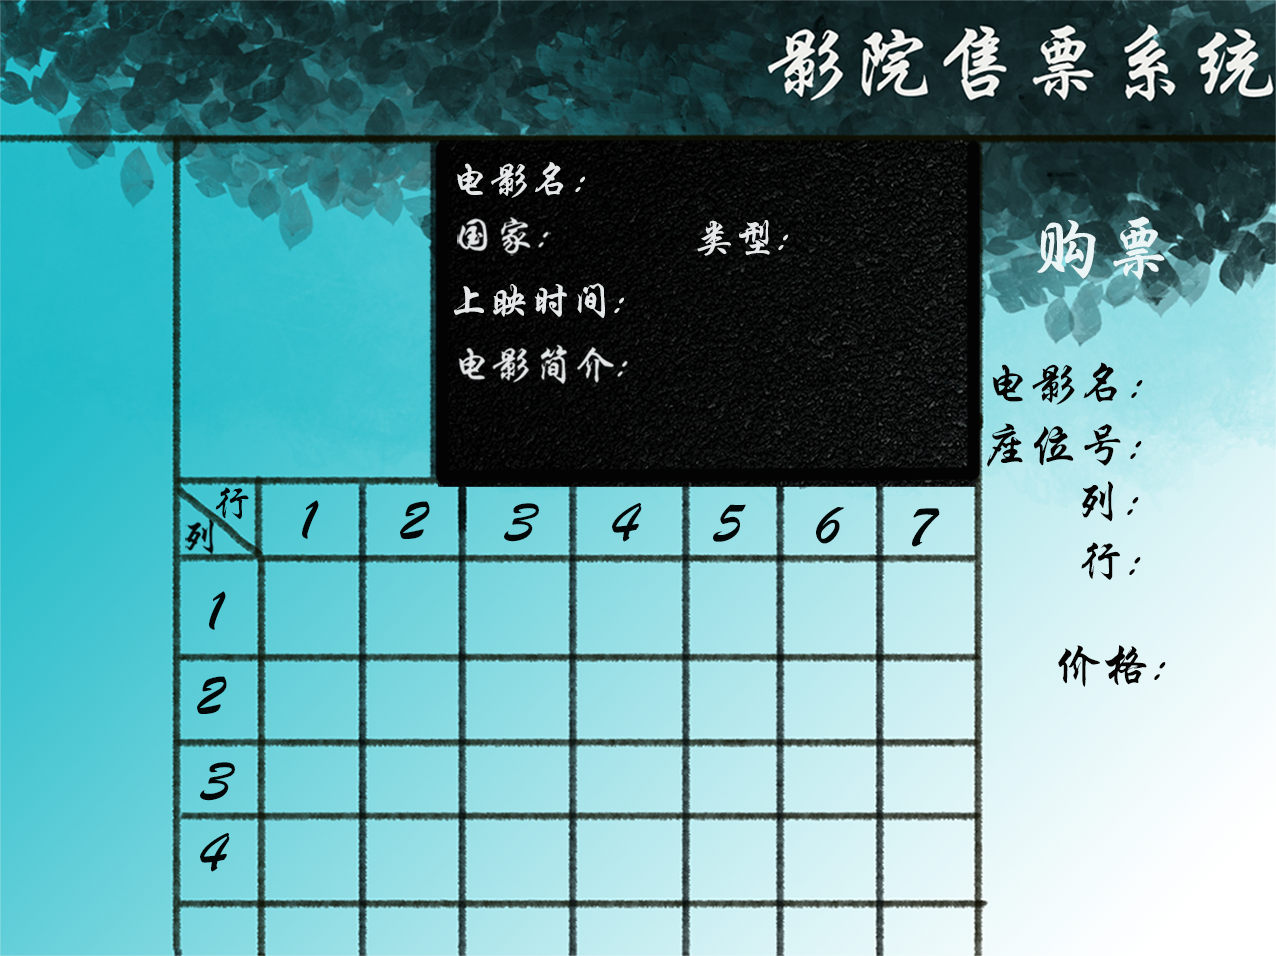 影院售票系统
电影名：
国家： 类型：
上映时间：
电影简介：
购票
电影名：
座位号：
列：
行：
价格：
行 1 2 3 4 5 6 7
列
1
2
3
4